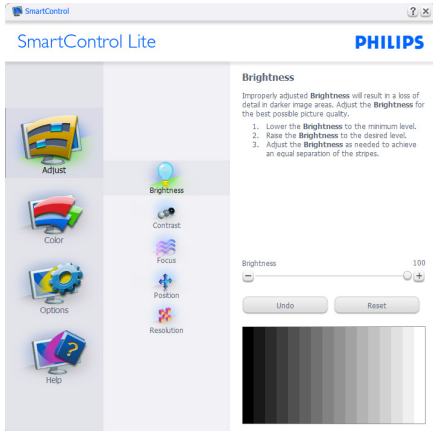 SmartControl
SmartControl Lite
PHILIPS
Adjust
Color
Options
Help
Brightness
Contrast
Focus
Position
Resolution
Brightness
Improperly adjusted Brightness will result in a loss of
detail in darker image areas. Adjust the Brightness for
the best possible picture quality.
1. Lower the Brightness to the minimum level.
2. Raise the Brightness to the desired level.
3. Adjust the Brightness as needed to achieve
an equal separation of the stripes.
Brightness 100
Undo Reset